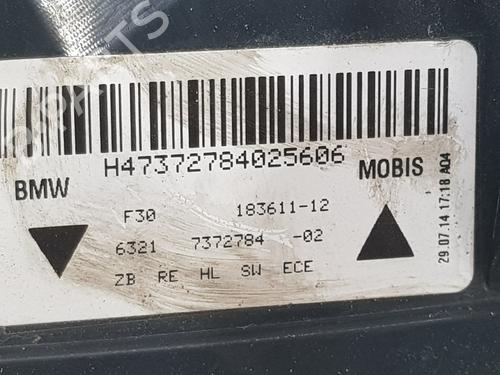 H47372784025606
BMW
MOBIS
F30 183611-12
6321 7372784 -02
ZB RE HL SW ECE
29.07.14 17:18 A04